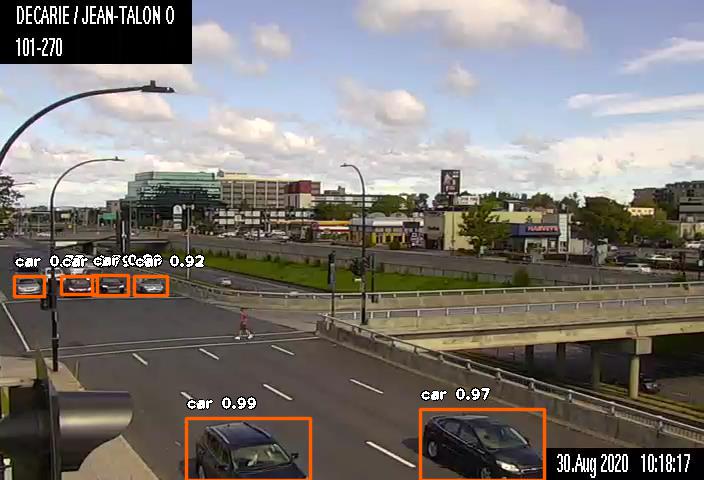 DECARIE / JEAN-TALON O
101-270
car 0.92
HARVEY'S
car 0.99
car 0.97
30.Aug 2020 10:18:17